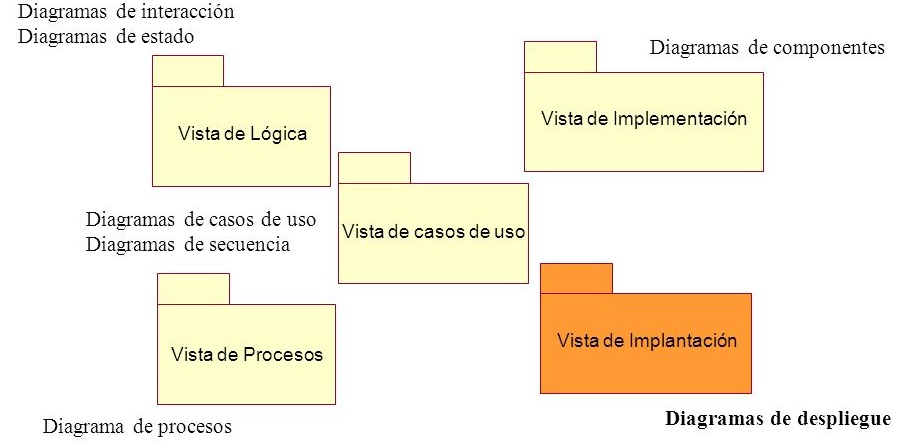 Diagramas de interacción
Diagramas de estado
Diagramas de componentes
Vista de Lógica
Vista de Implementación
Diagramas de casos de uso
Diagramas de secuencia
Vista de casos de uso
Vista de Procesos
Vista de Implantación
Diagrama de procesos
Diagramas de despliegue